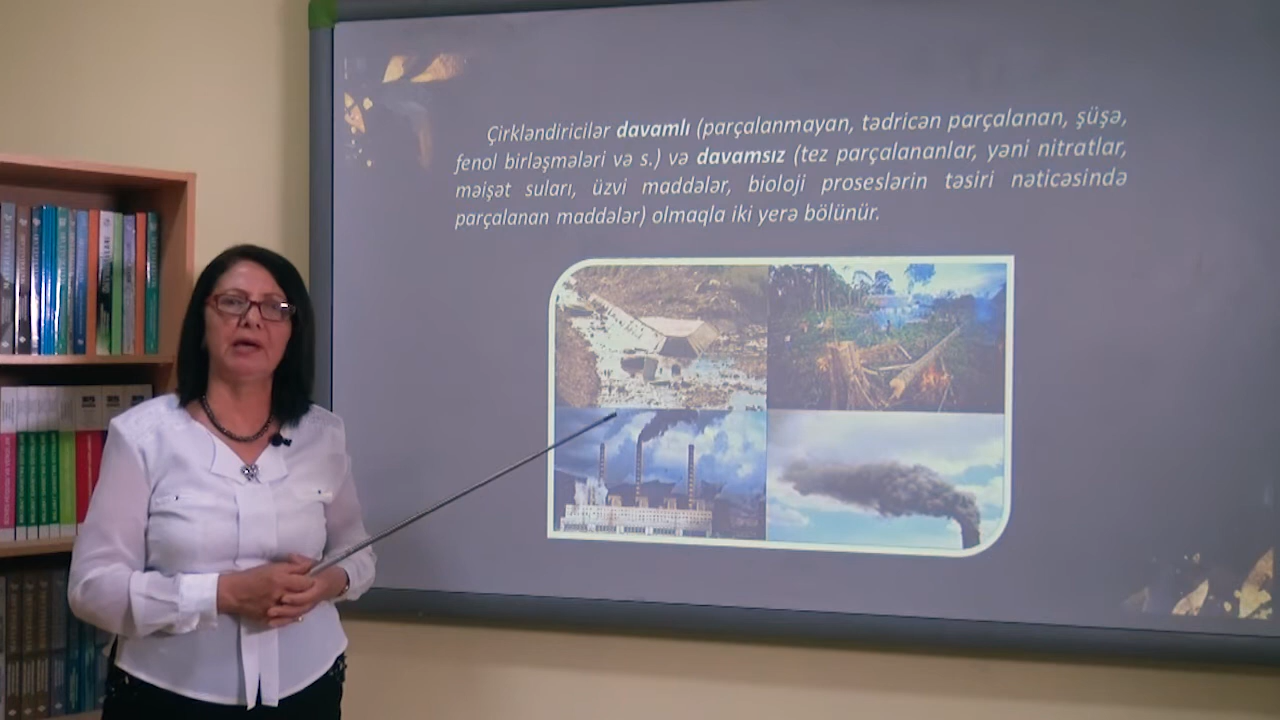 Çirkləndiricilər davamlı (parçalanmayan, tədricən parçalanan, şüşə,
fenol birləşmələri və s.) və davamsız (tez parçalananlar, yəni nitratlar,
məişət suları, üzvi maddələr, bioloji proseslərin təsiri nəticəsində
parçalanan maddələr) olmaqla iki yerə bölünür.